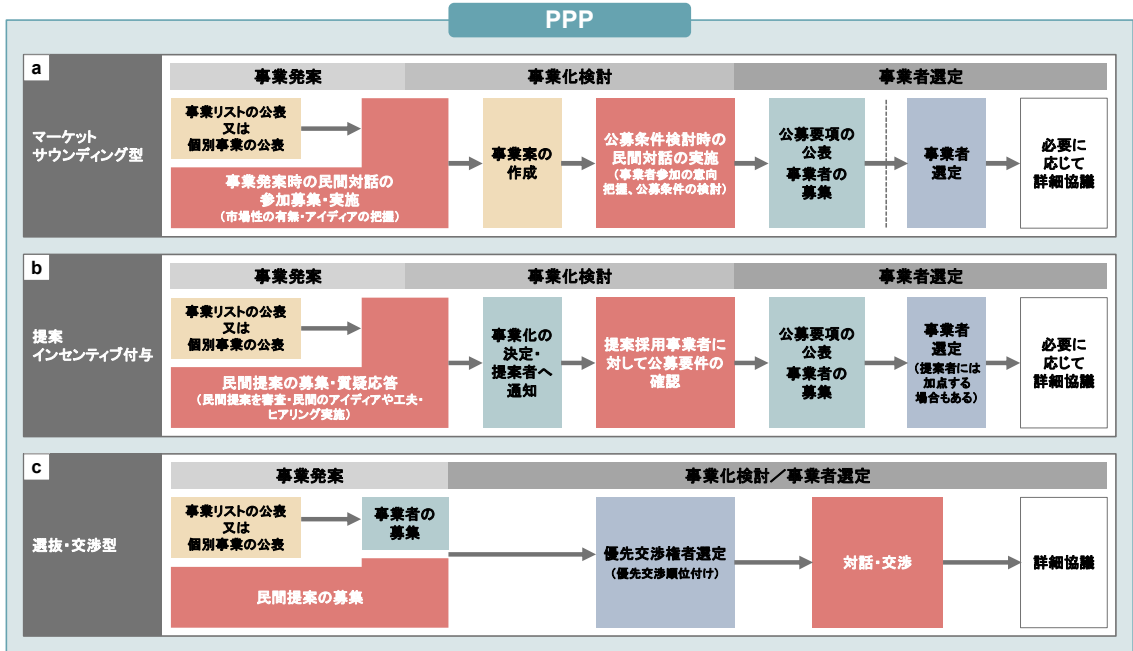 PPP
a
事業発案
事業化検討
事業者選定
マーケット
サウンディング型
事業リストの公表
又は
個別事業の公表
事業発案時の民間対話の
参加募集・実施
(市場性の有無・アイディアの把握)
事業案の
作成
公募条件検討時の
民間対話の実施
(事業者参加の意向
把握、公募条件の検討)
公募要項の
公表
事業者の
募集
事業者
選定
必要に
応じて
詳細協議
b
事業発案
事業化検討
事業者選定
提案
インセンティブ付与
事業リストの公表
又は
個別事業の公表
民間提案の募集・質疑応答
(民間提案を審査・民間のアイディアや工夫・
ヒアリング実施)
事業化の
決定・
提案者へ
通知
提案採用事業者に
対して公募要件の
確認
公募要項の
公表
事業者の
募集
事業者
選定
(提案者には
加点する
場合もある)
必要に
応じて
詳細協議
c
事業発案
事業化検討／事業者選定
選抜・交渉型
事業リストの公表
又は
個別事業の公表
事業者の
募集
民間提案の募集
優先交渉権者選定
(優先交渉順位付け)
対話・交渉
詳細協議